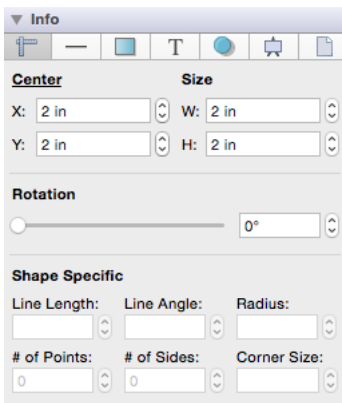 Info
T
Center Size
X: 2 in W: 2 in
Y: 2 in H: 2 in
Rotation
0°
Shape Specific
Line Length: Line Angle: Radius:
# of Points: # of Sides: Corner Size:
0 0